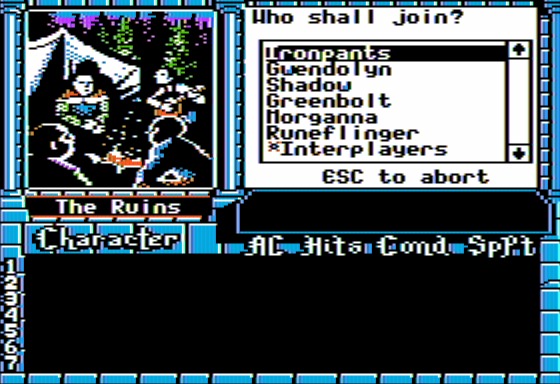 Who shall join?
Ironpants
Gwendolyn
Shadow
Greenbolt
Morganna
Runeflinger
*Interplayers
ESC to abort
The Ruins
Character AC Hits Cond SpPt
1
2
3
4
5
6
7